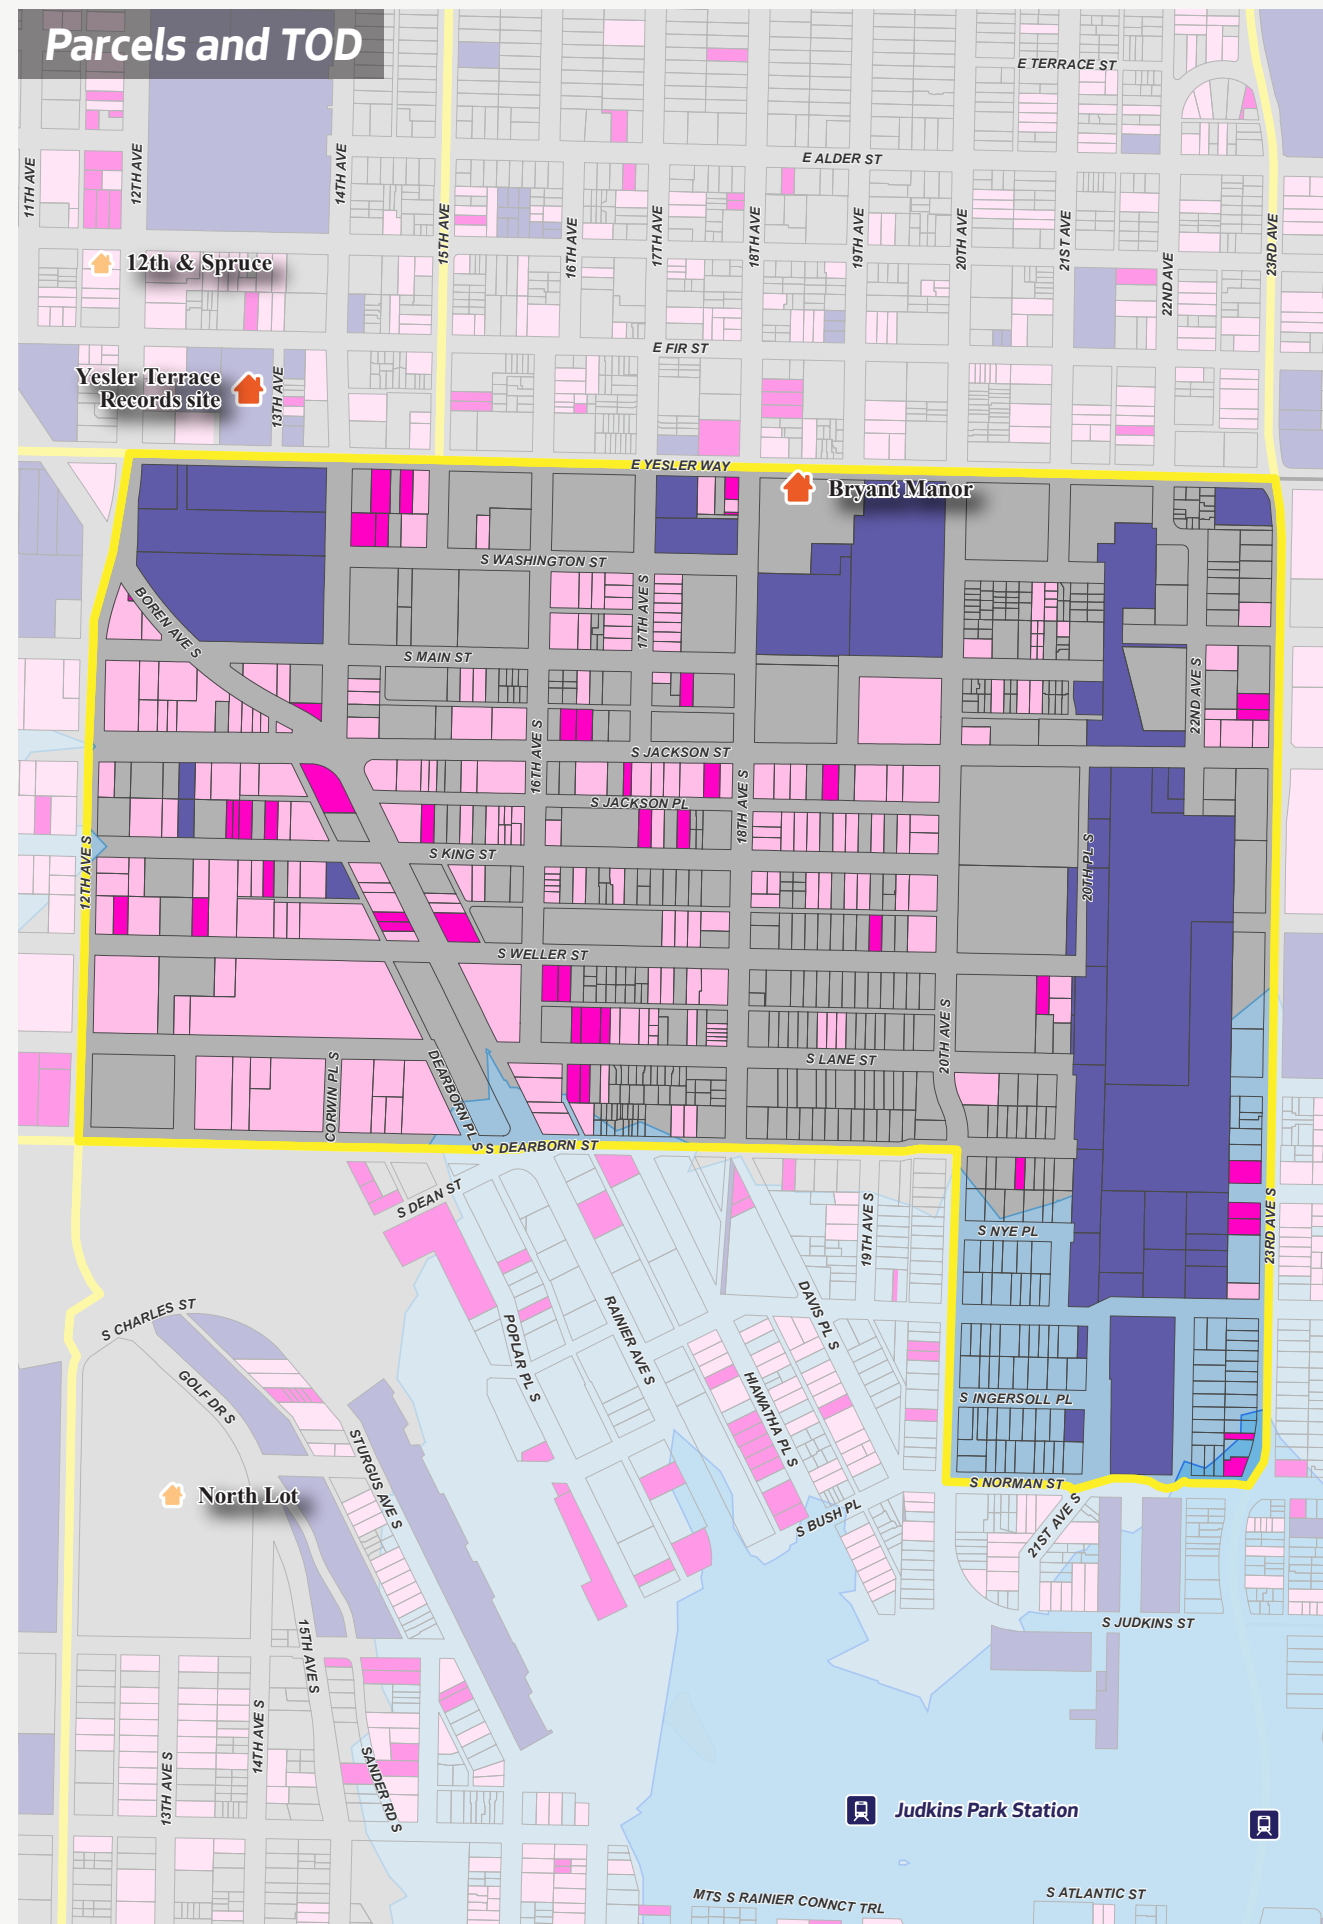 Parcels and TOD
E TERRACE ST
E ALDER ST
11TH AVE
12TH AVE
14TH AVE
15TH AVE
16TH AVE
17TH AVE
18TH AVE
19TH AVE
20TH AVE
21ST AVE
22ND AVE
23RD AVE
12th & Spruce
E FIR ST
Yesler Terrace
Records site
13TH AVE
E YESLER WAY
Bryant Manor
S WASHINGTON ST
BOREN AVE S
17TH AVE S
S MAIN ST
22ND AVE S
16TH AVE S
S JACKSON ST
S JACKSON PL
18TH AVE S
12TH AVE S
S KING ST
20TH PL S
S WELLER ST
20TH AVE S
S LANE ST
CORWIN PL S
DEARBORN PL S
S DEARBORN ST
S DEAN ST
19TH AVE S
S NYE PL
23RD AVE S
S CHARLES ST
GOLF DR S
POPLAR PL S
RAINIER AVE S
DAVIS PL S
HIAWATHA PL S
S INGERSOLL PL
STURGUS AVE S
S NORMAN ST
North Lot
S BUSH PL
21ST AVE S
S JUDKINS ST
15TH AVE S
14TH AVE S
13TH AVE S
SANDER RD S
Judkins Park Station
MTS S RAINIER CONNCT TRL
S ATLANTIC ST